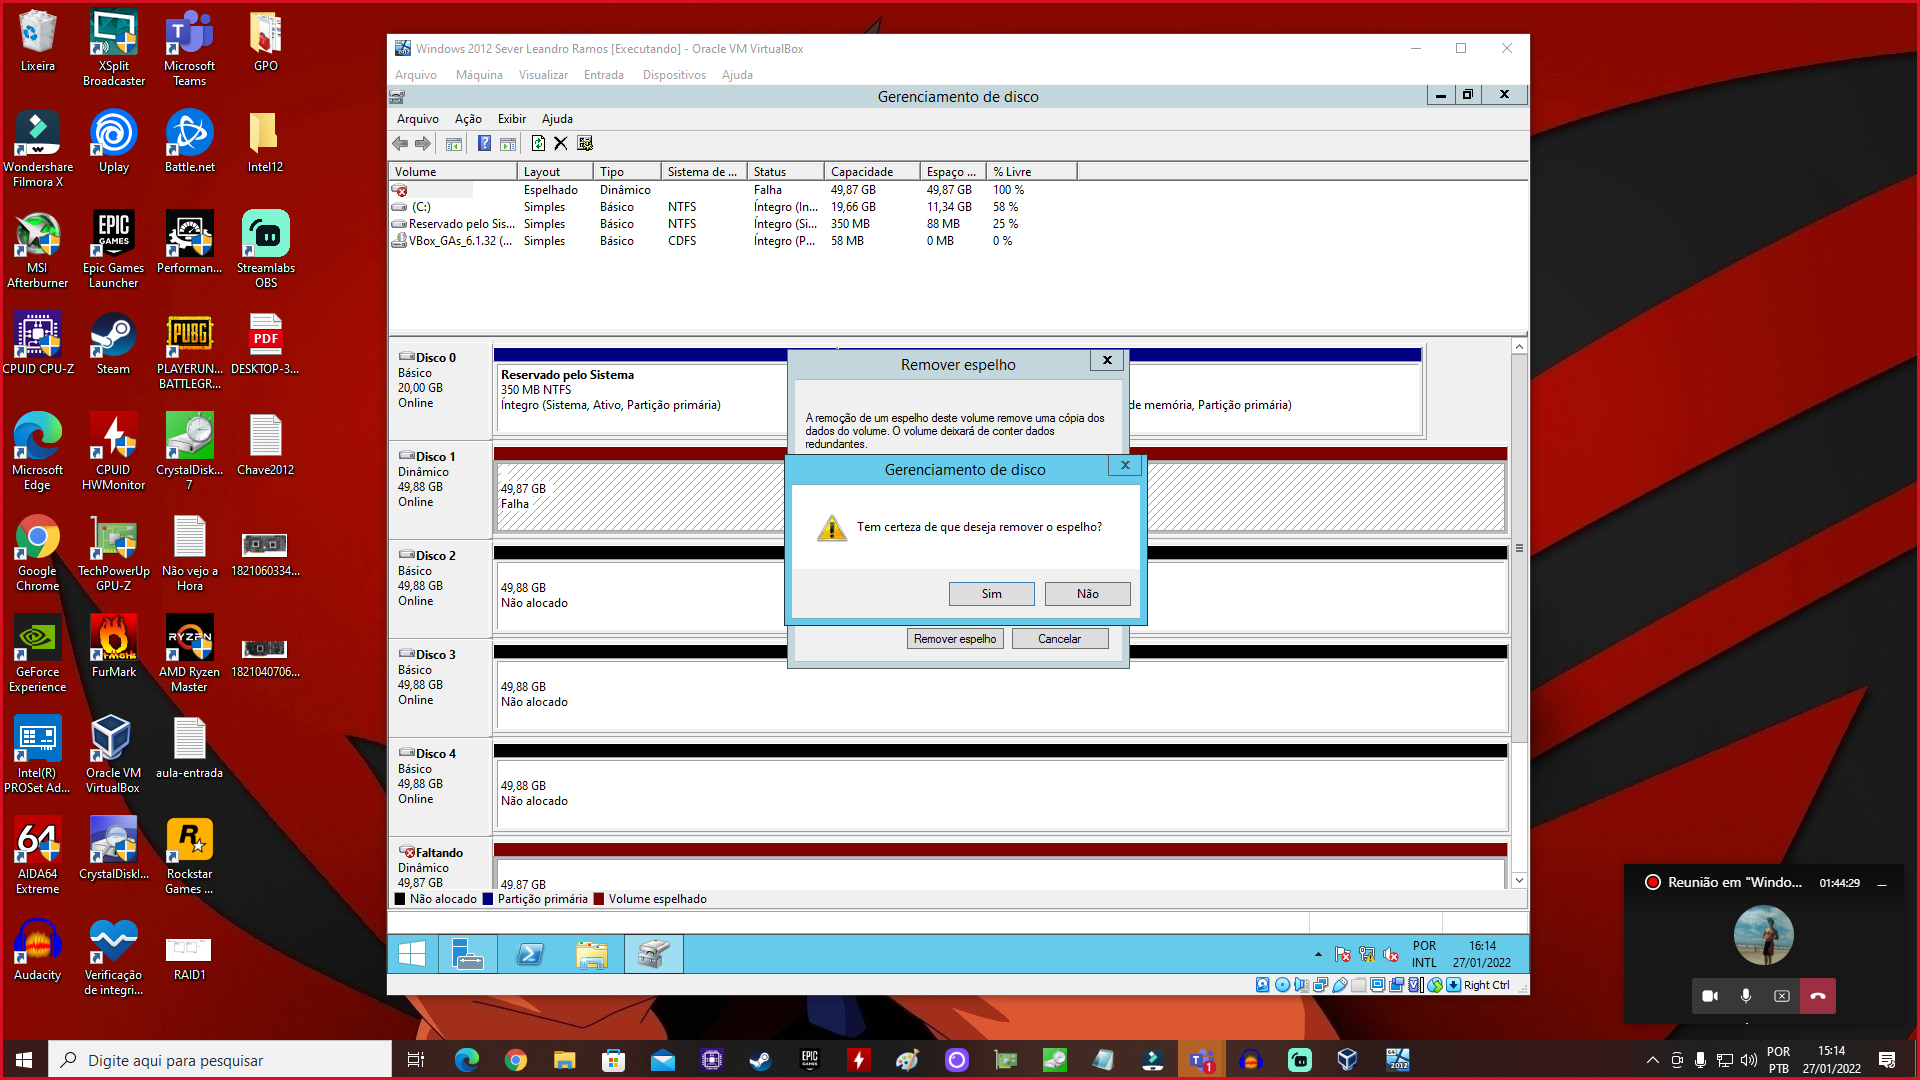 Lixeira
XSplit
Broadcaster
Microsoft
Teams
GPO
Wondershare
Filmora X
Uplay
Battle.net
Intel12
MSI
Afterburner
Epic Games
Launcher
Performan...
Streamlabs
OBS
CPUID CPU-Z
Steam
PLAYERUN...
BATTLEGR...
DESKTOP-3...
Microsoft
Edge
CPUID
HWMonitor
CrystalDisk...
7
Chave2012
Google
Chrome
TechPowerUp
GPU-Z
Não vejo a
Hora
1821060334...
GeForce
Experience
FurMark
AMD Ryzen
Master
1821040706...
Intel(R)
PROSet Ad...
Oracle VM
VirtualBox
aula-entrada
AIDA64
Extreme
CrystalDiskI...
Rockstar
Games ...
Audacity
Verificação
de integri...
RAID1
EPIC
GAMES
PUBG
PDF
RYZEN
64
Windows 2012 Sever Leandro Ramos [Executando] - Oracle VM VirtualBox
Arquivo Máquina Visualizar Entrada Dispositivos Ajuda
Gerenciamento de disco
Arquivo Ação Exibir Ajuda
Volume Layout Tipo Sistema de ... Status Capacidade Espaço ... % Livre
Espelhado Dinâmico Falha 49,87 GB 49,87 GB 100 %
(C:) Simples Básico NTFS Íntegro (In... 19,66 GB 11,34 GB 58 %
Reservado pelo Sis... Simples Básico NTFS Íntegro (Si... 350 MB 88 MB 25 %
VBox_GAs_6.1.32 (... Simples Básico CDFS Íntegro (P... 58 MB 0 MB 0 %
Disco 0
Básico
20,00 GB
Online
Reservado pelo Sistema
350 MB NTFS
Íntegro (Sistema, Ativo, Partição primária)
de memória, Partição primária)
Disco 1
Dinâmico
49,88 GB
Online
49,87 GB
Falha
Disco 2
Básico
49,88 GB
Online
49,88 GB
Não alocado
Disco 3
Básico
49,88 GB
Online
49,88 GB
Não alocado
Disco 4
Básico
49,88 GB
Online
49,88 GB
Não alocado
Faltando
Dinâmico
49,87 GB
49,87 GB
Não alocado Partição primária Volume espelhado
Remover espelho
A remoção de um espelho deste volume remove uma cópia dos
dados do volume. O volume deixará de conter dados
redundantes.
Gerenciamento de disco
Tem certeza de que deseja remover o espelho?
Sim Não
Remover espelho Cancelar
POR
INTL
16:14
27/01/2022
Right Ctrl
Reunião em "Windo... 01:44:29
Digite aqui para pesquisar
EPIC
GAMES
1
2012
POR
PTB
15:14
27/01/2022